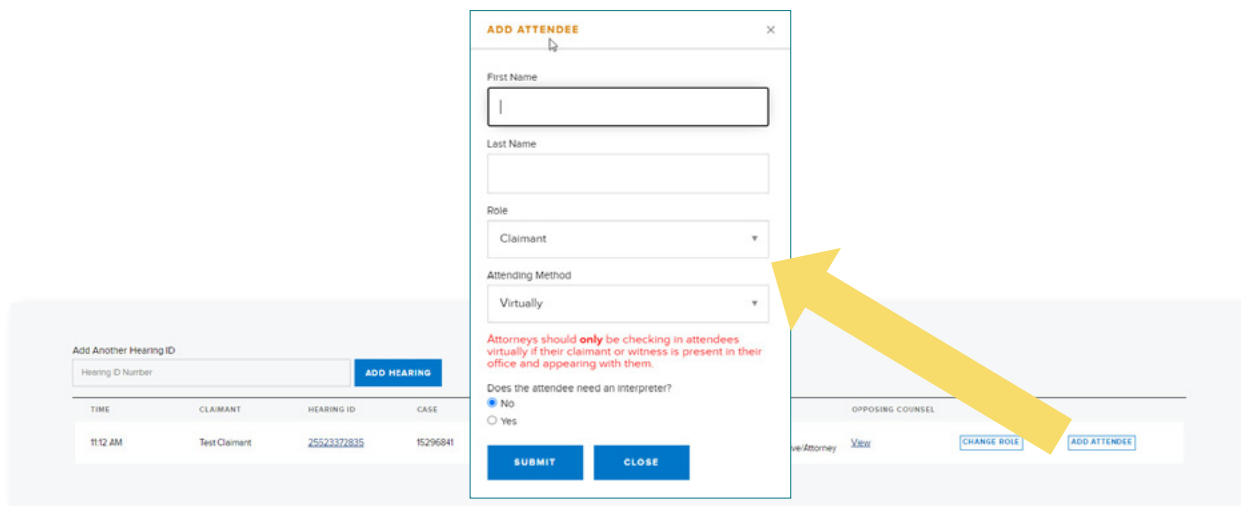 ADD ATTENDEE ×
First Name
Last Name
Role
Claimant
Attending Method
Virtually
Attorneys should only be checking in attendees
virtually if their claimant or witness is present in their
office and appearing with them.
Does the attendee need an interpreter?
No
Yes
SUBMIT CLOSE
Add Another Hearing ID
Hearing ID Number ADD HEARING
TIME CLAIMANT HEARING ID CASE OPPOSING COUNSEL
11:12 AM Test Claimant 25523372835 15296841 ve/Attorney View CHANGE ROLE ADD ATTENDEE